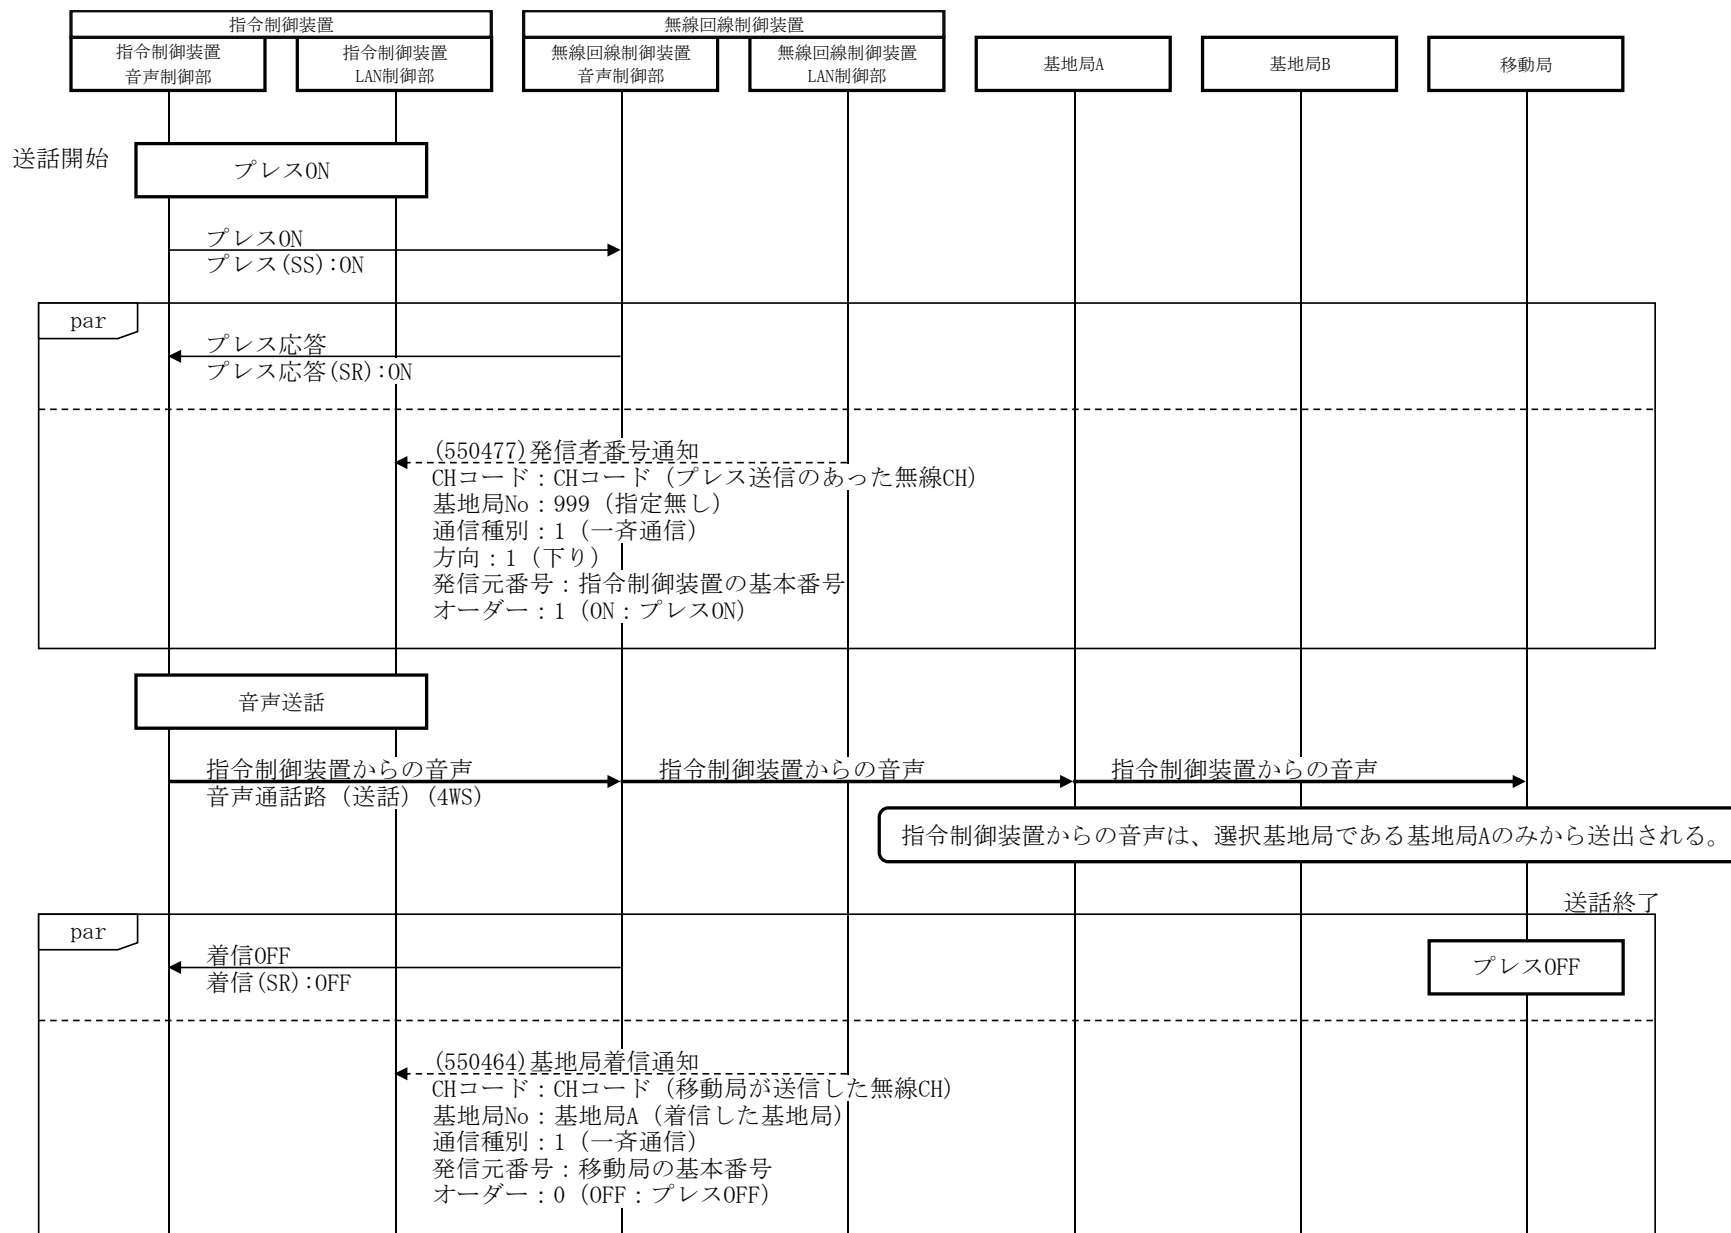 指令制御装置
無線回線制御装置
指令制御装置
音声制御部
指令制御装置
LAN制御部
無線回線制御装置
音声制御部
無線回線制御装置
LAN制御部
基地局A
基地局B
移動局
送話開始
プレスON
プレスON
プレス(SS):ON
par
プレス応答
プレス応答(SR):ON
(550477)発信者番号通知
CHコード：CHコード（プレス送信のあった無線CH）
基地局No：999（指定無し）
通信種別：1（一斉通信）
方向：1（下り）
発信元番号：指令制御装置の基本番号
オーダー：1（ON：プレスON）
音声送話
指令制御装置からの音声
音声通話路（送話）(4WS)
指令制御装置からの音声
指令制御装置からの音声
指令制御装置からの音声は、選択基地局である基地局Aのみから送出される。
送話終了
par
着信OFF
着信(SR):OFF
プレスOFF
(550464)基地局着信通知
CHコード：CHコード（移動局が送信した無線CH）
基地局No：基地局A（着信した基地局）
通信種別：1（一斉通信）
発信元番号：移動局の基本番号
オーダー：0（OFF：プレスOFF）